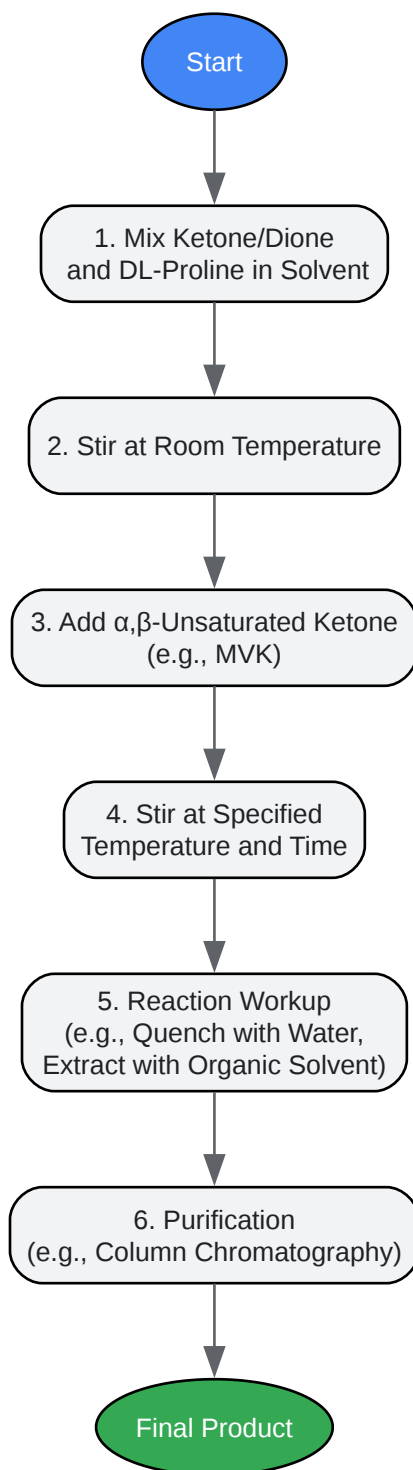 Start
1. Mix Ketone/Dione
and DL-Proline in Solvent
2. Stir at Room Temperature
3. Add α,β-Unsaturated Ketone
(e.g., MVK)
4. Stir at Specified
Temperature and Time
5. Reaction Workup
(e.g., Quench with Water,
Extract with Organic Solvent)
6. Purification
(e.g., Column Chromatography)
Final Product